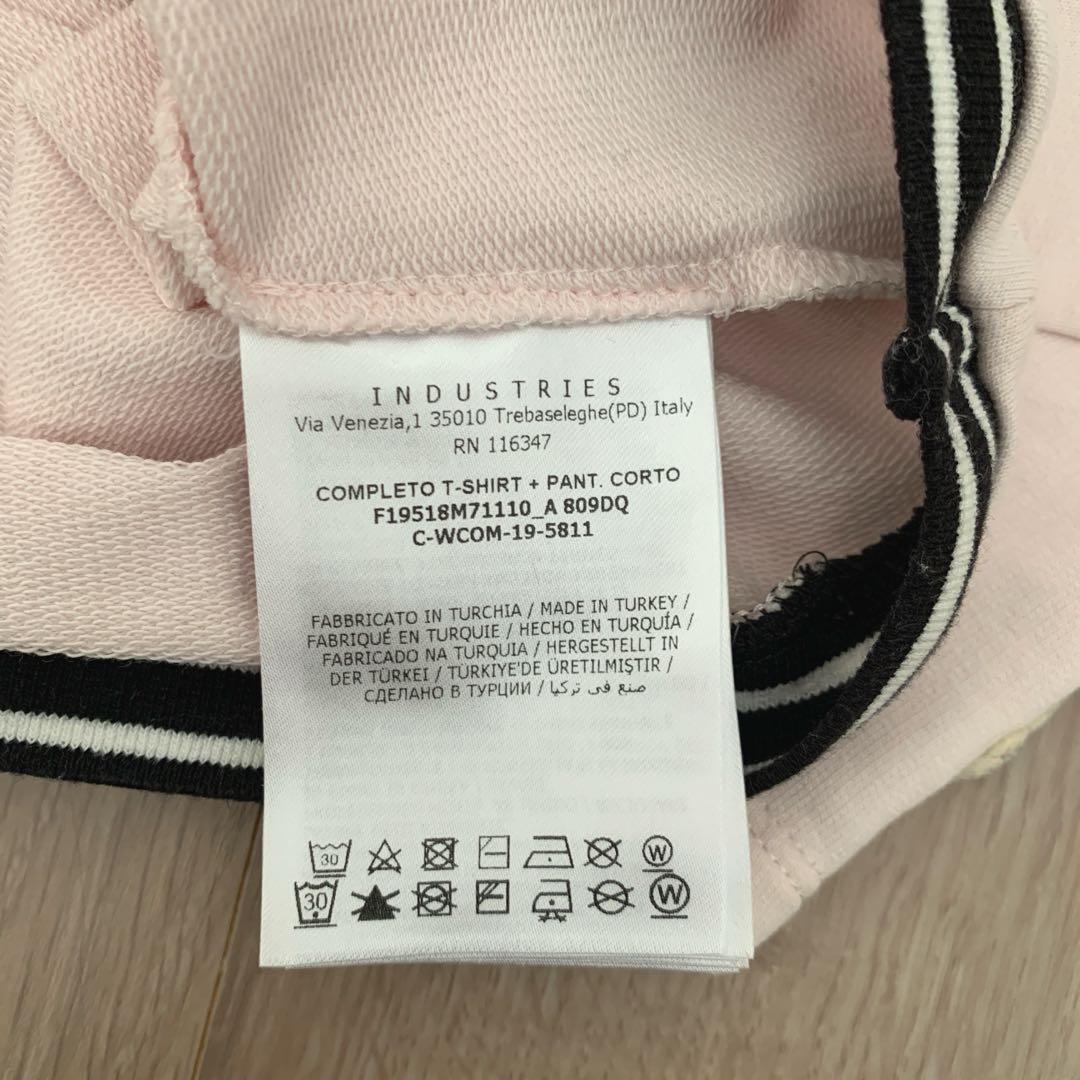 INDUSTRIES
Via Venezia,1 35010 Trebaseleghe(PD) Italy
RN 116347
COMPLETO T-SHIRT + PANT. CORTO
F19518M71110_A 809DQ
C-WCOM-19-5811
FABBRICATO IN TURCHIA / MADE IN TURKEY /
FABRIQUÉ EN TURQUIE / HECHO EN TURQUÍA /
FABRICADO NA TURQUIA / HERGESTELLT IN
DER TÜRKEI / TÜRKIYE'DE ÜRETILMIŞTIR /
СДЕЛАНО В ТУРЦИИ / صنع في تركيا
30 W
30 W